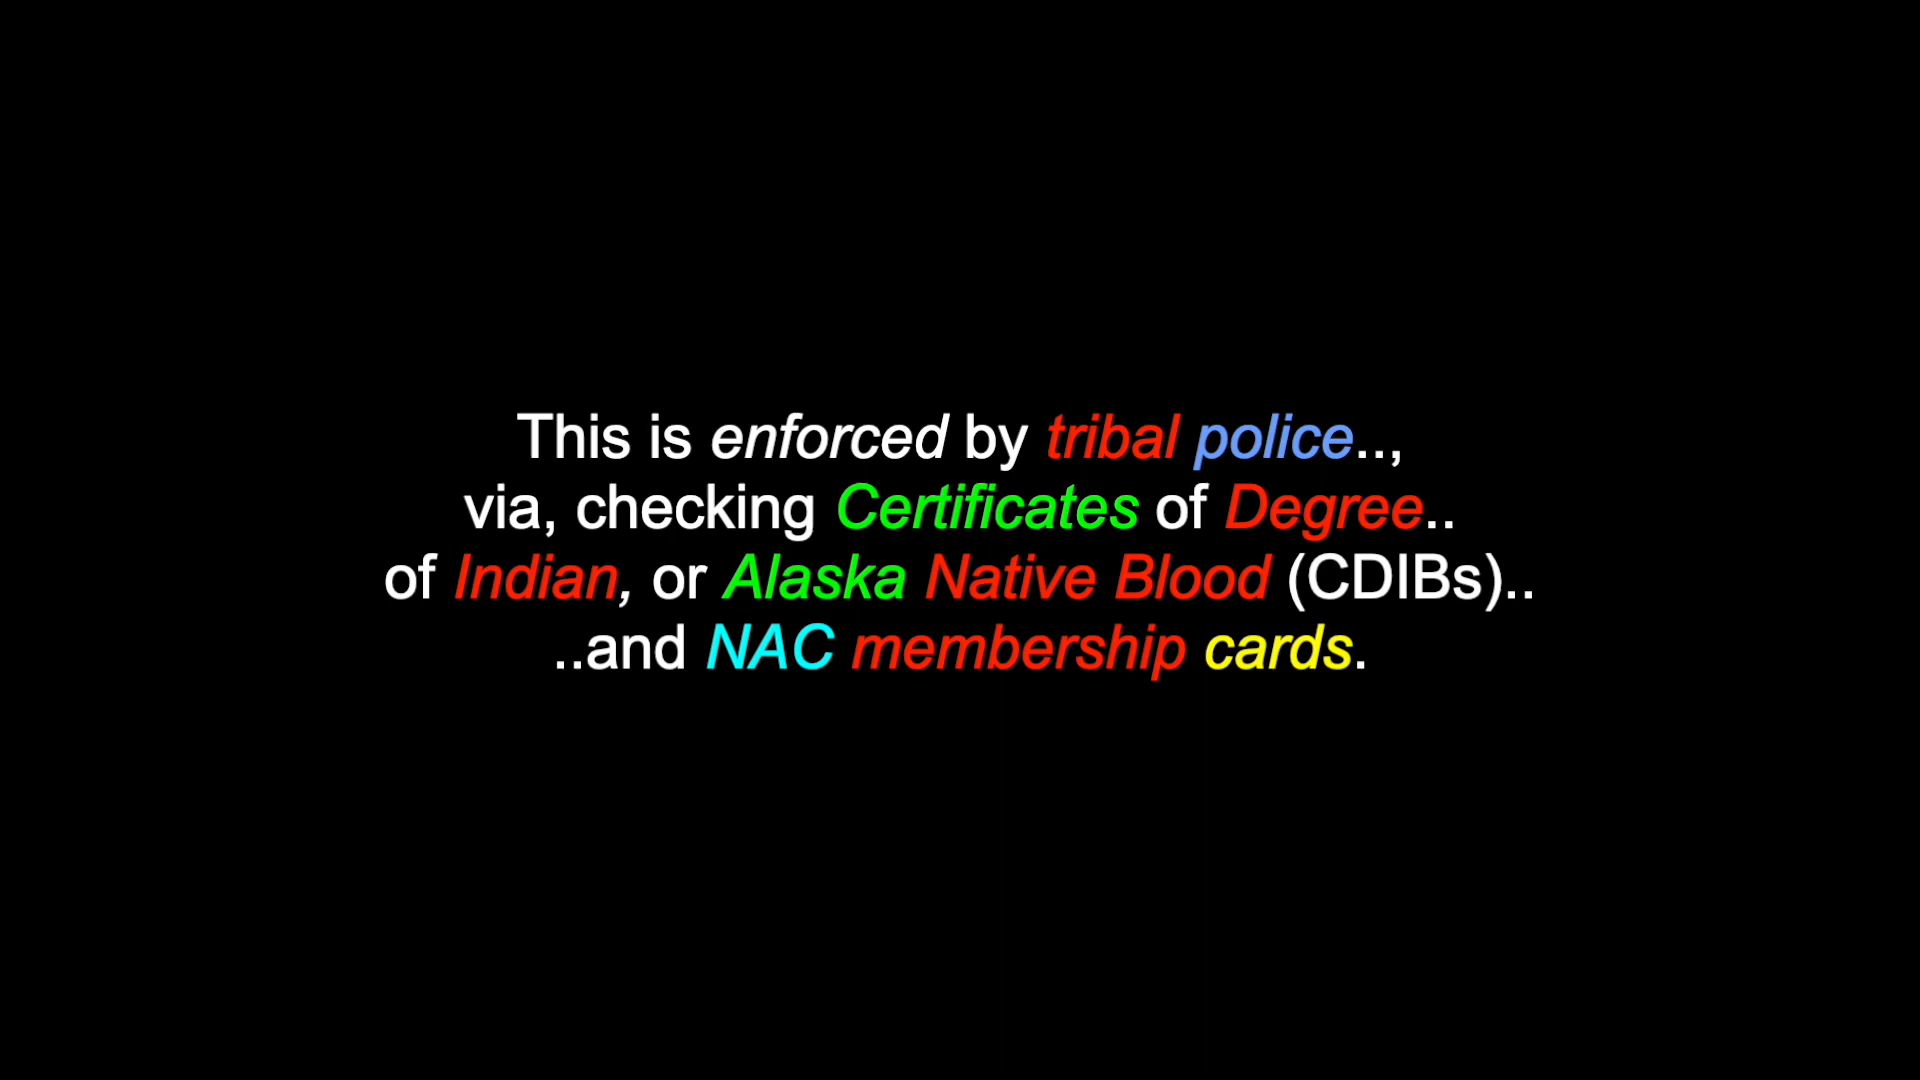 This is enforced by tribal police..,
via, checking Certificates of Degree..
of Indian, or Alaska Native Blood (CDIBs)..
..and NAC membership cards.